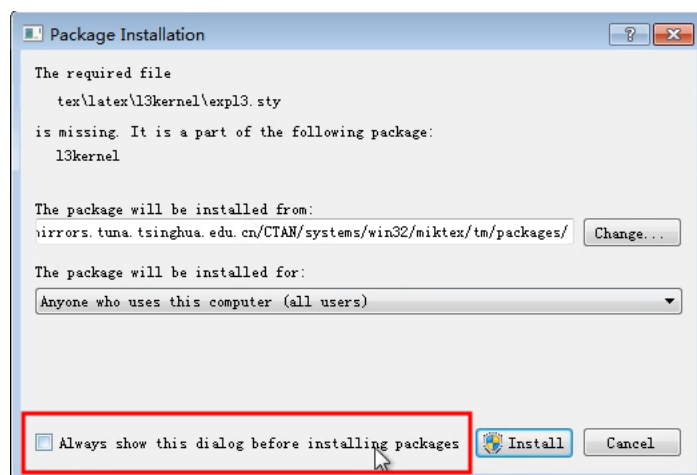 Package Installation
The required file
tex\latex\l3kernel\expl3.sty
is missing. It is a part of the following package:
l3kernel
The package will be installed from:
mirrors.tuna.tsinghua.edu.cn/CTAN/systems/win32/miktex/tm/packages/
Change...
The package will be installed for:
Anyone who uses this computer (all users)
Always show this dialog before installing packages
Install
Cancel